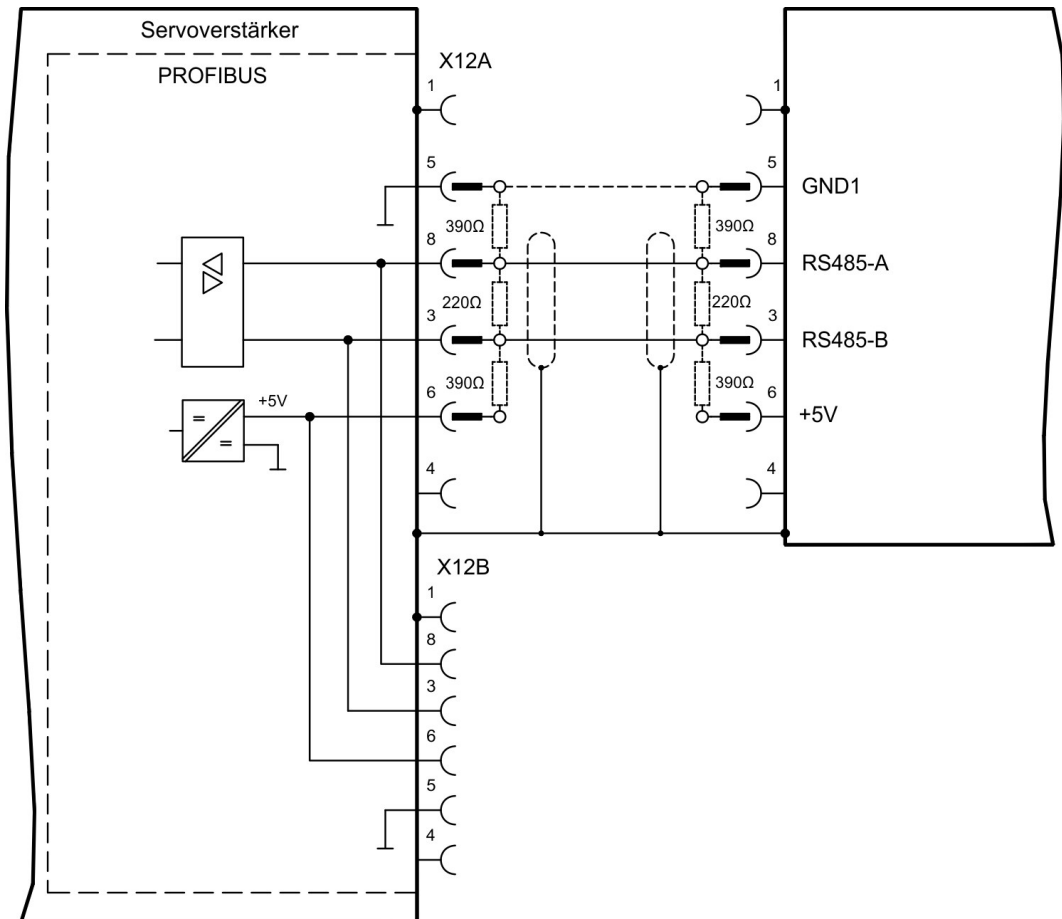 Servoverstärker
PROFIBUS
X12A
1
1
5
5
GND1
390Ω
390Ω
8
8
RS485-A
220Ω
220Ω
3
3
RS485-B
390Ω
390Ω
+5V
6
6
+5V
=
=
4
4
X12B
1
8
3
6
5
4